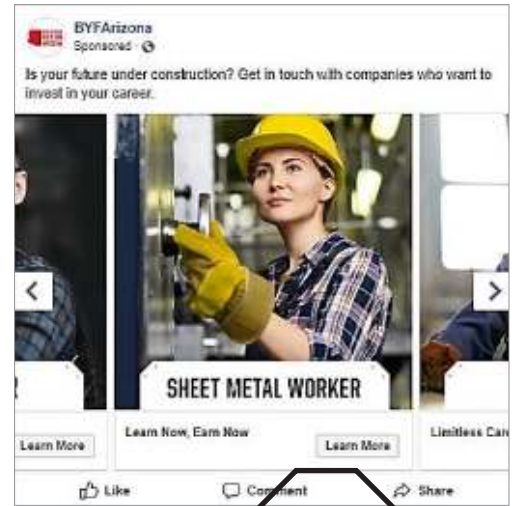 BYFArizona
Sponsored
Is your future under construction? Get in touch with companies who want to
invest in your career.
SHEET METAL WORKER
Learn More
Learn Now, Earn Now
Learn More
Limitless
Like
Comment
Share